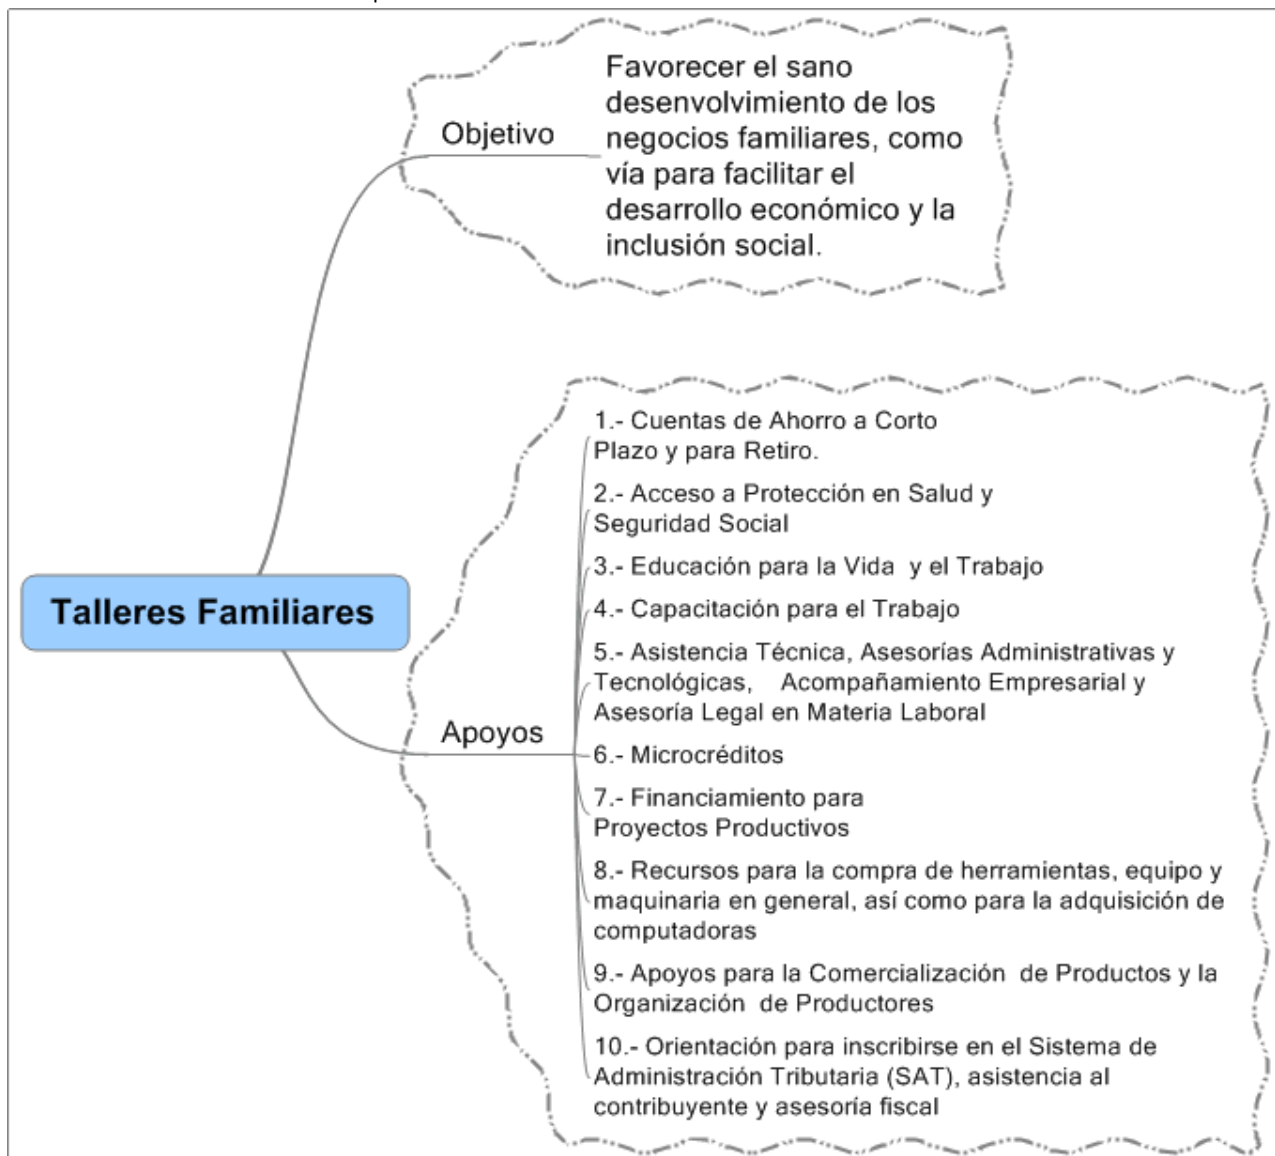 Talleres Familiares
Objetivo
Favorecer el sano
desenvolvimiento de los
negocios familiares, como
vía para facilitar el
desarrollo económico y la
inclusión social.
Apoyos
1.- Cuentas de Ahorro a Corto
Plazo y para Retiro.
2.- Acceso a Protección en Salud y
Seguridad Social
3.- Educación para la Vida  y el Trabajo
4.- Capacitación para el Trabajo
5.- Asistencia Técnica, Asesorías Administrativas y
Tecnológicas,    Acompañamiento Empresarial y
Asesoría Legal en Materia Laboral
6.- Microcréditos
7.- Financiamiento para
Proyectos Productivos
8.- Recursos para la compra de herramientas, equipo y
maquinaria en general, así como para la adquisición de
computadoras
9.- Apoyos para la Comercialización  de Productos y la
Organización  de Productores
10.- Orientación para inscribirse en el Sistema de
Administración Tributaria (SAT), asistencia al
contribuyente y asesoría fiscal